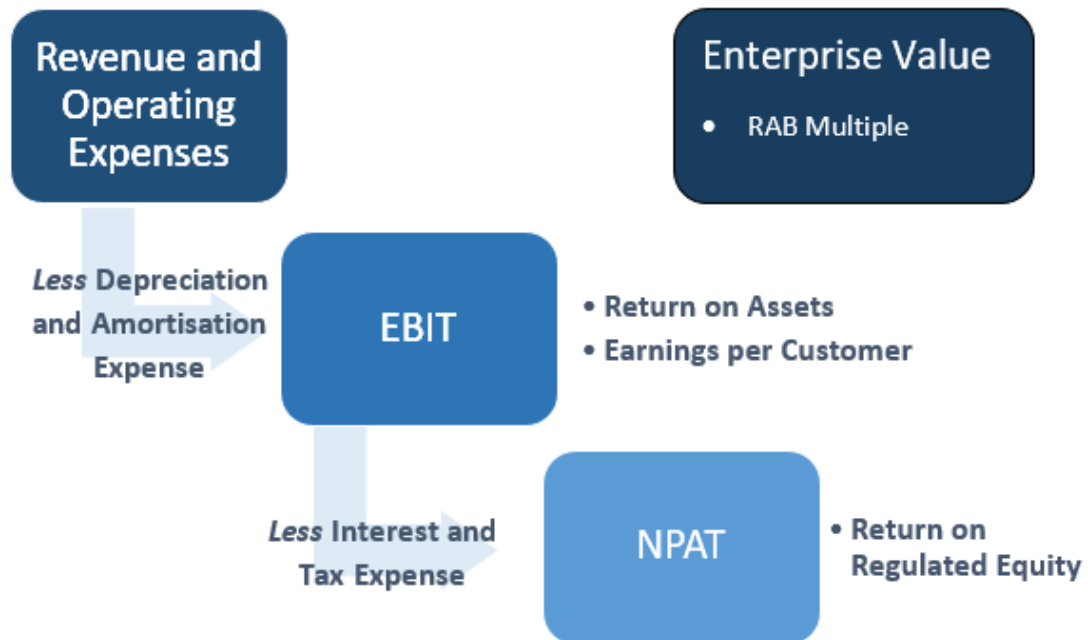 Revenue and
Operating
Expenses
Enterprise Value
• RAB Multiple
Less Depreciation
and Amortisation
Expense
EBIT
• Return on Assets
• Earnings per Customer
Less Interest and
Tax Expense
NPAT
• Return on
Regulated Equity